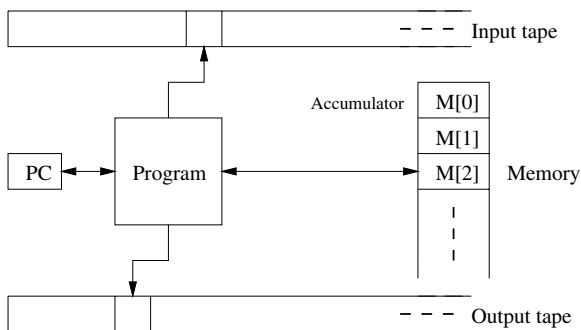 Input tape
Accumulator M[0]
M[1]
PC Program M[2] Memory
Output tape